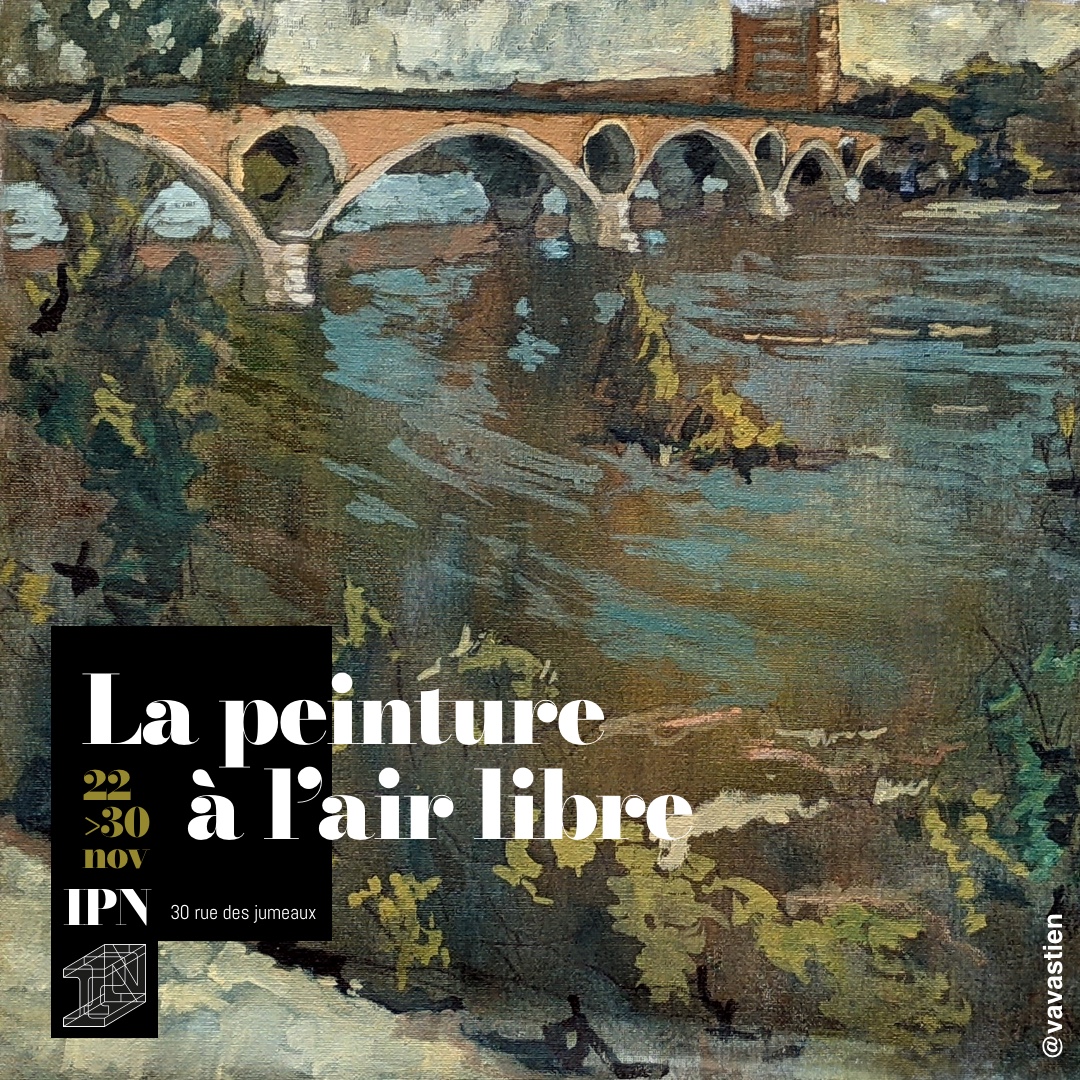 La peinture
à l'air libre
22
>30
nov
IPN
30 rue des jumeaux
@vavastien